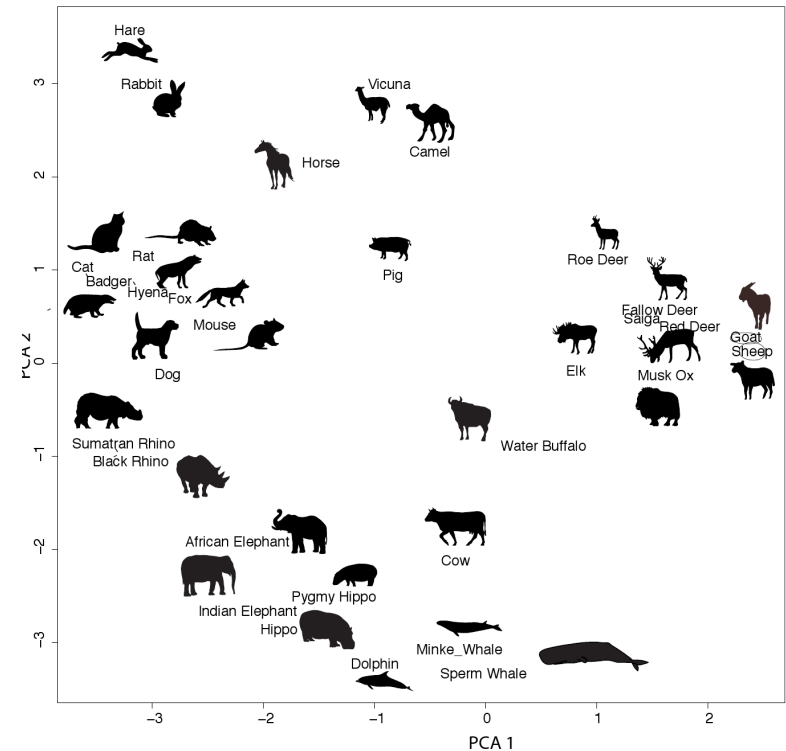 Hare
Rabbit
Vicuna
Camel
Horse
Roe Deer
Pig
Rat
Cat
Badger
Hyena
Fox
Mouse
Fallow Deer
Saiga
Red Deer
Goat
Sheep
Dog
Elk
Musk Ox
Sumatran Rhino
Black Rhino
Water Buffalo
African Elephant
Cow
Pygmy Hippo
Indian Elephant
Hippo
Minke_Whale
Dolphin
Sperm Whale
3
2
1
0
−1
−2
−3
PCA 2
−3 −2 −1 0 1 2
PCA 1